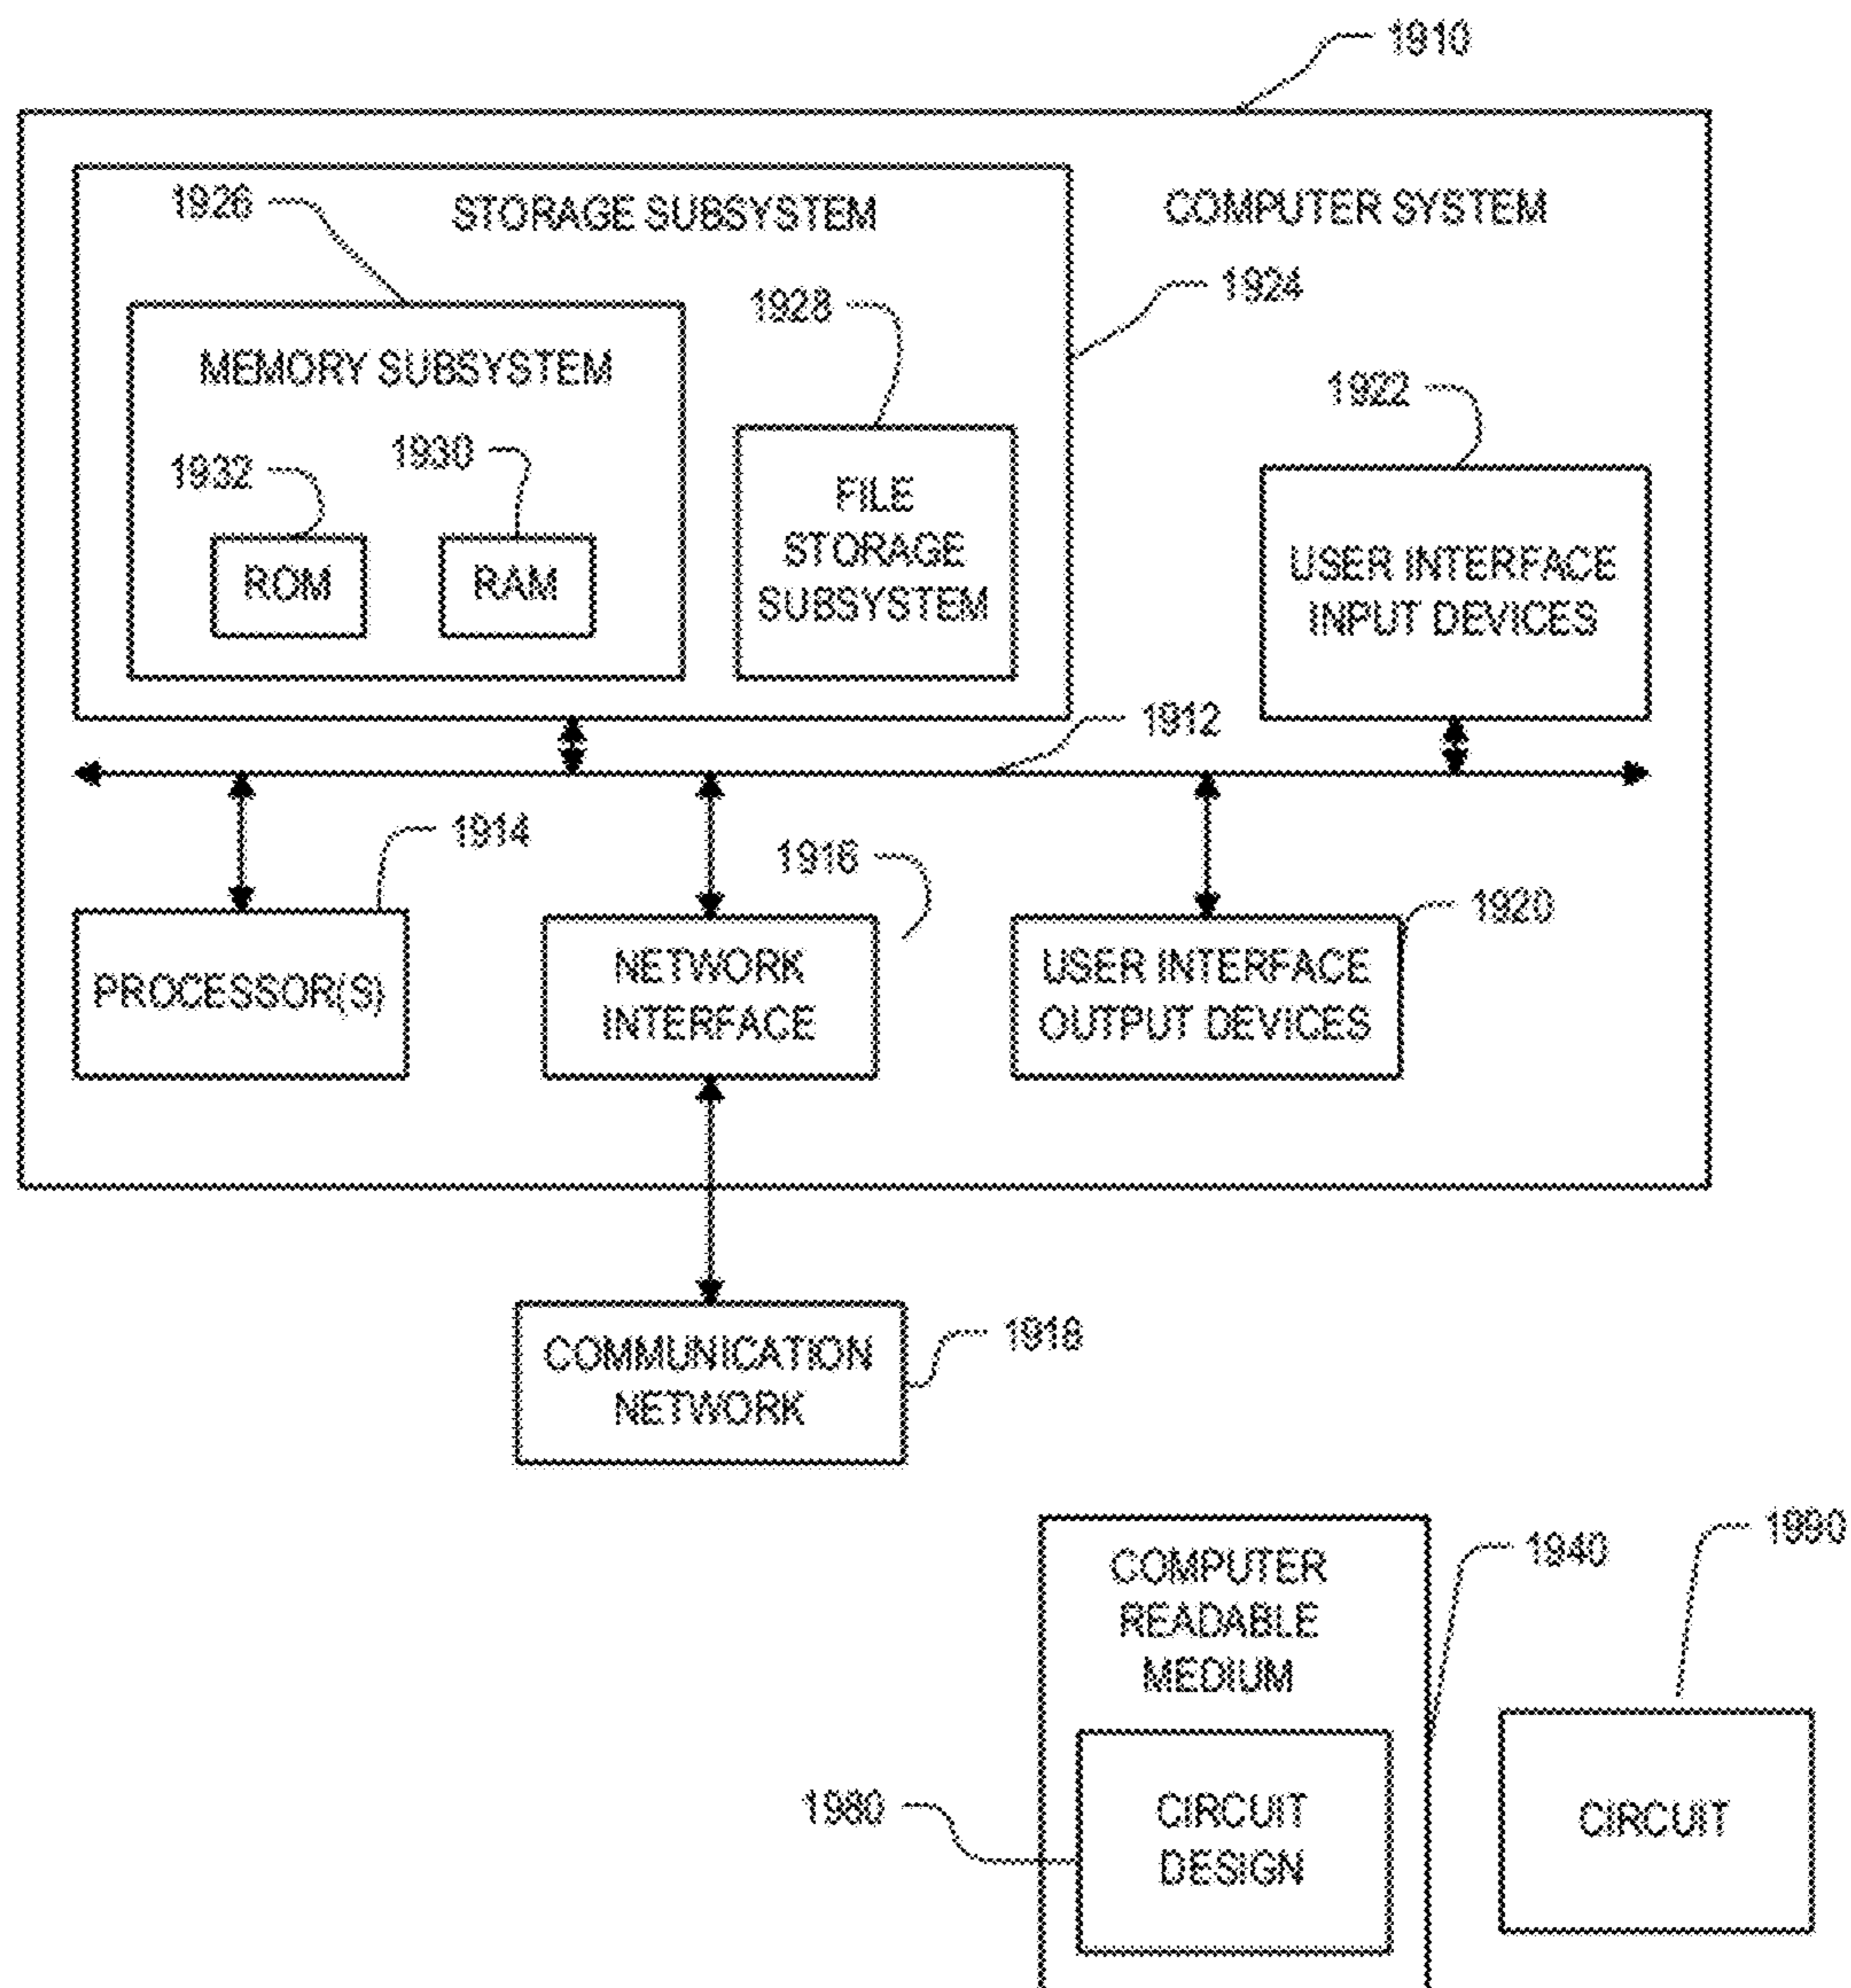 1910
1926
STORAGE SUBSYSTEM
COMPUTER SYSTEM
1924
1928
MEMORY SUBSYSTEM
1922
1932
1930
FILE
STORAGE
SUBSYSTEM
ROM
RAM
USER INTERFACE
INPUT DEVICES
1912
1914
1916
1920
PROCESSOR(S)
NETWORK
INTERFACE
USER INTERFACE
OUTPUT DEVICES
COMMUNICATION
NETWORK
1918
1990
1940
COMPUTER
READABLE
MEDIUM
1980
CIRCUIT
DESIGN
CIRCUIT